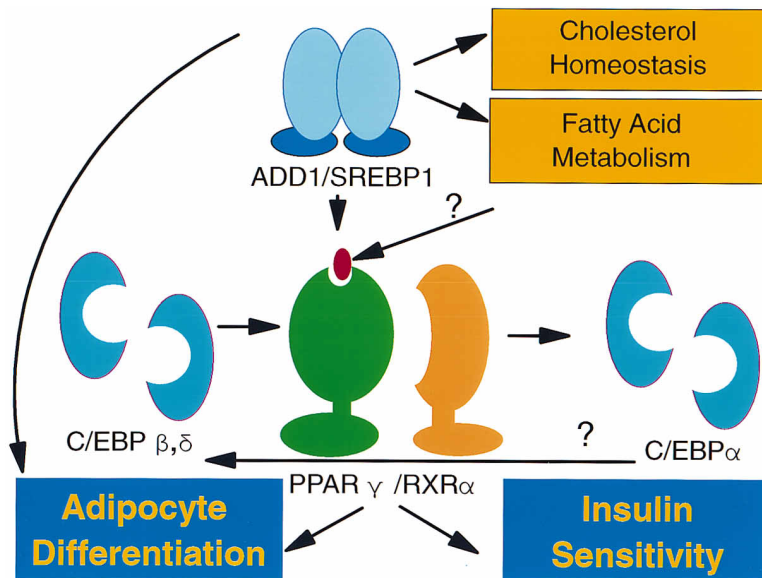 Cholesterol
Homeostasis
Fatty Acid
Metabolism
ADD1/SREBP1
?
C/EBP β,δ
?
C/EBPα
PPAR γ /RXRα
Adipocyte
Differentiation
Insulin
Sensitivity